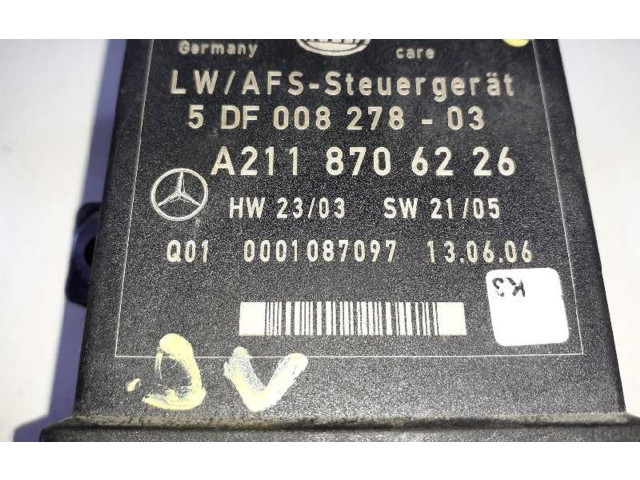 Germany care
LW/AFS-Steuergerät
5 DF 008 278 - 03
A211 870 62 26
HW 23/03 SW 21/05
Q01 0001087097 13.06.06
K3